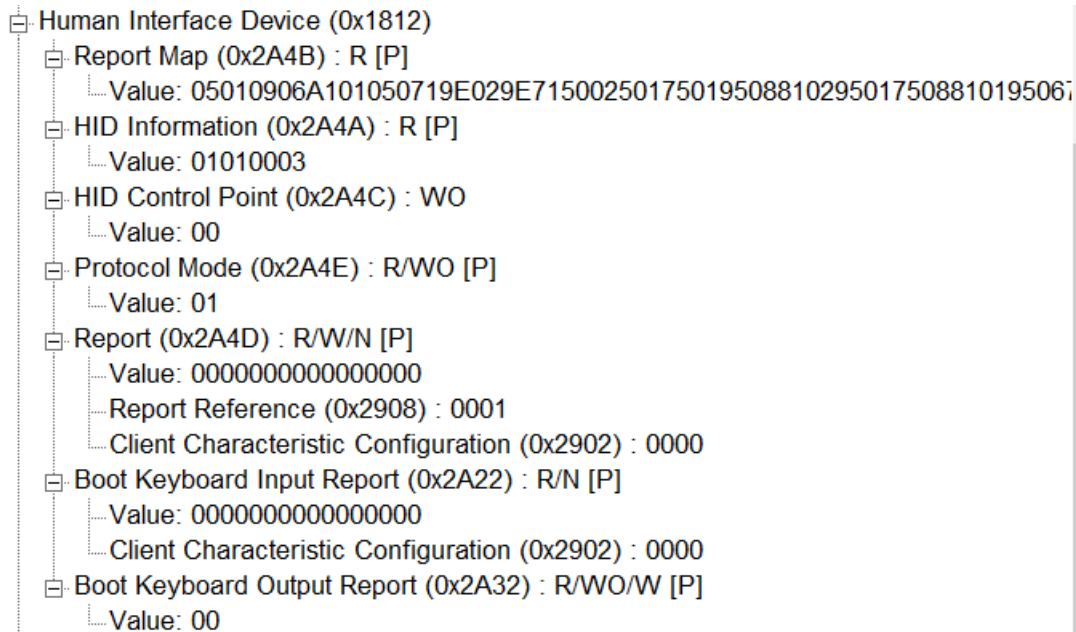 Human Interface Device (0x1812)
Report Map (0x2A4B) : R [P]
Value: 05010906A101050719E029E71500250175019508810295017508810195067
HID Information (0x2A4A) : R [P]
Value: 01010003
HID Control Point (0x2A4C) : WO
Value: 00
Protocol Mode (0x2A4E) : R/WO [P]
Value: 01
Report (0x2A4D) : R/W/N [P]
Value: 0000000000000000
Report Reference (0x2908) : 0001
Client Characteristic Configuration (0x2902) : 0000
Boot Keyboard Input Report (0x2A22) : R/N [P]
Value: 0000000000000000
Client Characteristic Configuration (0x2902) : 0000
Boot Keyboard Output Report (0x2A32) : R/WO/W [P]
Value: 00